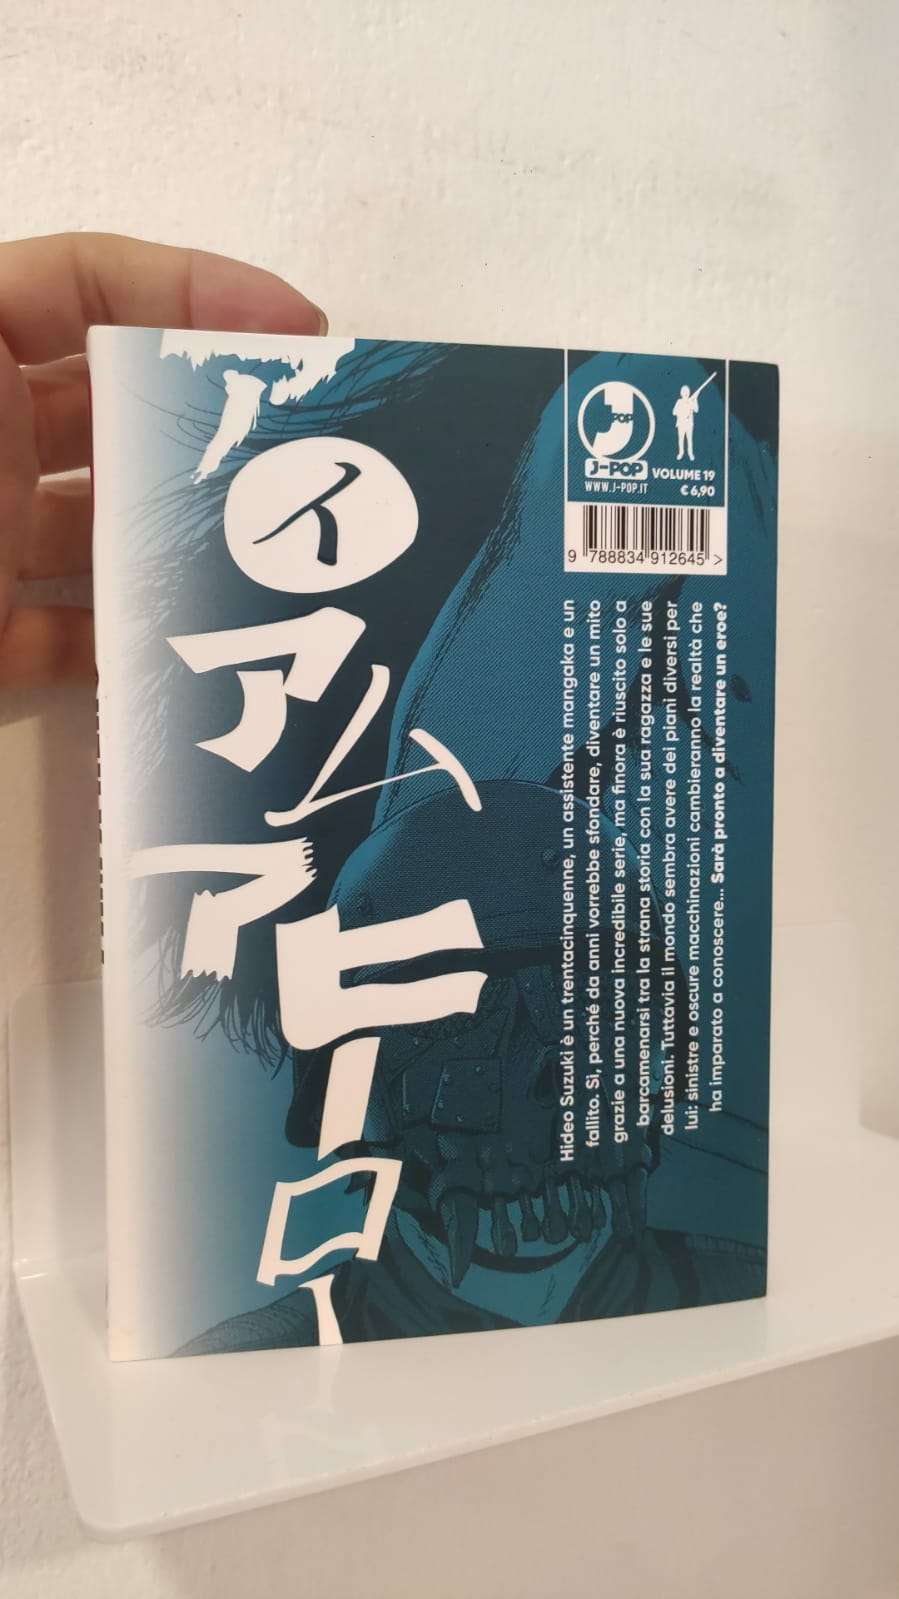 イ
アム
ア
ヒーロー
J-POP
J-POP
WWW.J-POP.IT
VOLUME 19
€ 6,90
9 788834 912645 >
Hideo Suzuki è un trentacinquenne, un assistente mangaka e un
fallito. Sì, perché da anni vorrebbe sfondare, diventare un mito
grazie a una nuova incredibile serie, ma finora è riuscito solo a
barcamenarsi tra la strana storia con la sua ragazza e le sue
delusioni. Tuttavia il mondo sembra avere dei piani diversi per
lui: sinistre e oscure macchinazioni cambieranno la realtà che
ha imparato a conoscere... Sarà pronto a diventare un eroe?